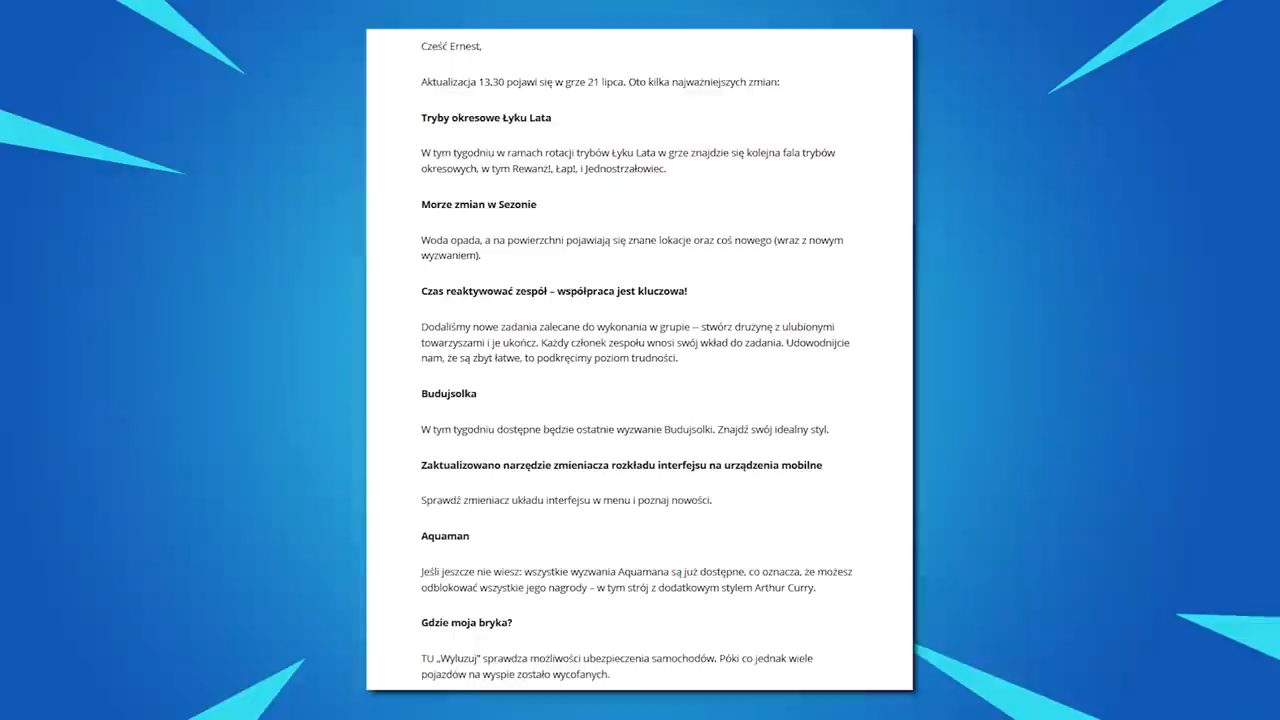 Cześć Ernest,
Aktualizacja 13.30 pojawi się w grze 21 lipca. Oto kilka najważniejszych zmian:
Tryby okresowe Łyku Lata
W tym tygodniu w ramach rotacji trybów Łyku Lata w grze znajdzie się kolejna fala trybów
okresowych, w tym Rewanż!, Łap!, i Jednostrzałowiec.
Morze zmian w Sezonie
Woda opada, a na powierzchni pojawiają się znane lokacje oraz coś nowego (wraz z nowym
wyzwaniem).
Czas reaktywować zespół – współpraca jest kluczowa!
Dodaliśmy nowe zadania zalecane do wykonania w grupie -- stwórz drużynę z ulubionymi
towarzyszami i je ukończ. Każdy członek zespołu wnosi swój wkład do zadania. Udowodnijcie
nam, że są zbyt łatwe, to podkręcimy poziom trudności.
Budujsolka
W tym tygodniu dostępne będzie ostatnie wyzwanie Budujsolki. Znajdź swój idealny styl.
Zaktualizowano narzędzie zmieniacza rozkładu interfejsu na urządzenia mobilne
Sprawdź zmieniacz układu interfejsu w menu i poznaj nowości.
Aquaman
Jeśli jeszcze nie wiesz: wszystkie wyzwania Aquamana są już dostępne, co oznacza, że możesz
odblokować wszystkie jego nagrody – w tym strój z dodatkowym stylem Arthur Curry.
Gdzie moja bryka?
TU „Wyluzuj” sprawdza możliwości ubezpieczenia samochodów. Póki co jednak wiele
pojazdów na wyspie zostało wycofanych.